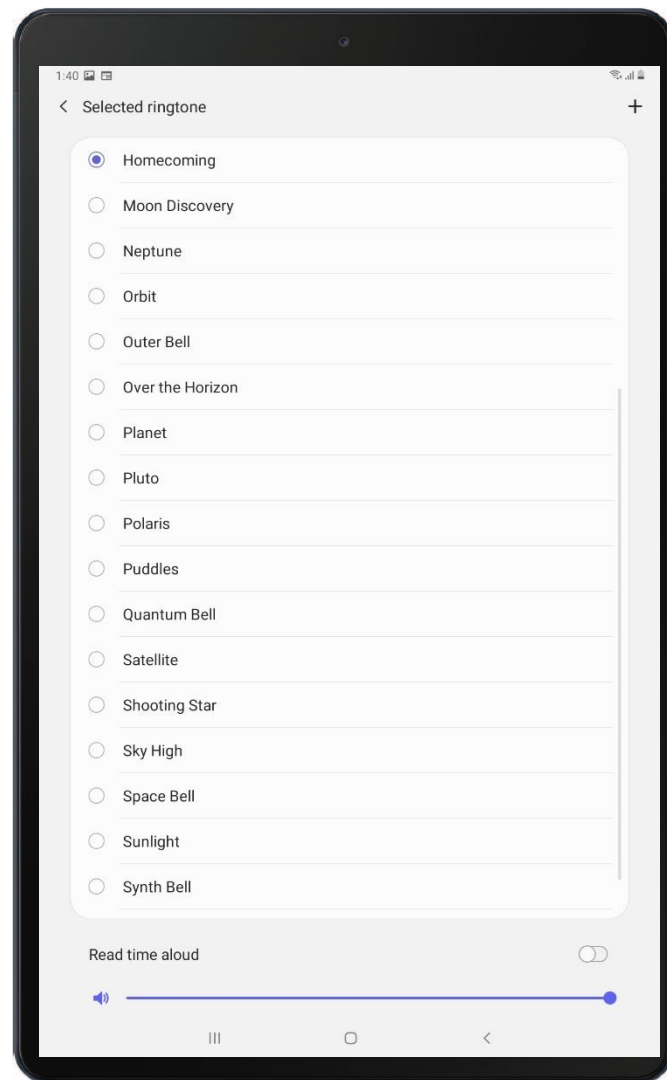 1:40
Selected ringtone
Homecoming
Moon Discovery
Neptune
Orbit
Outer Bell
Over the Horizon
Planet
Pluto
Polaris
Puddles
Quantum Bell
Satellite
Shooting Star
Sky High
Space Bell
Sunlight
Synth Bell
Read time aloud